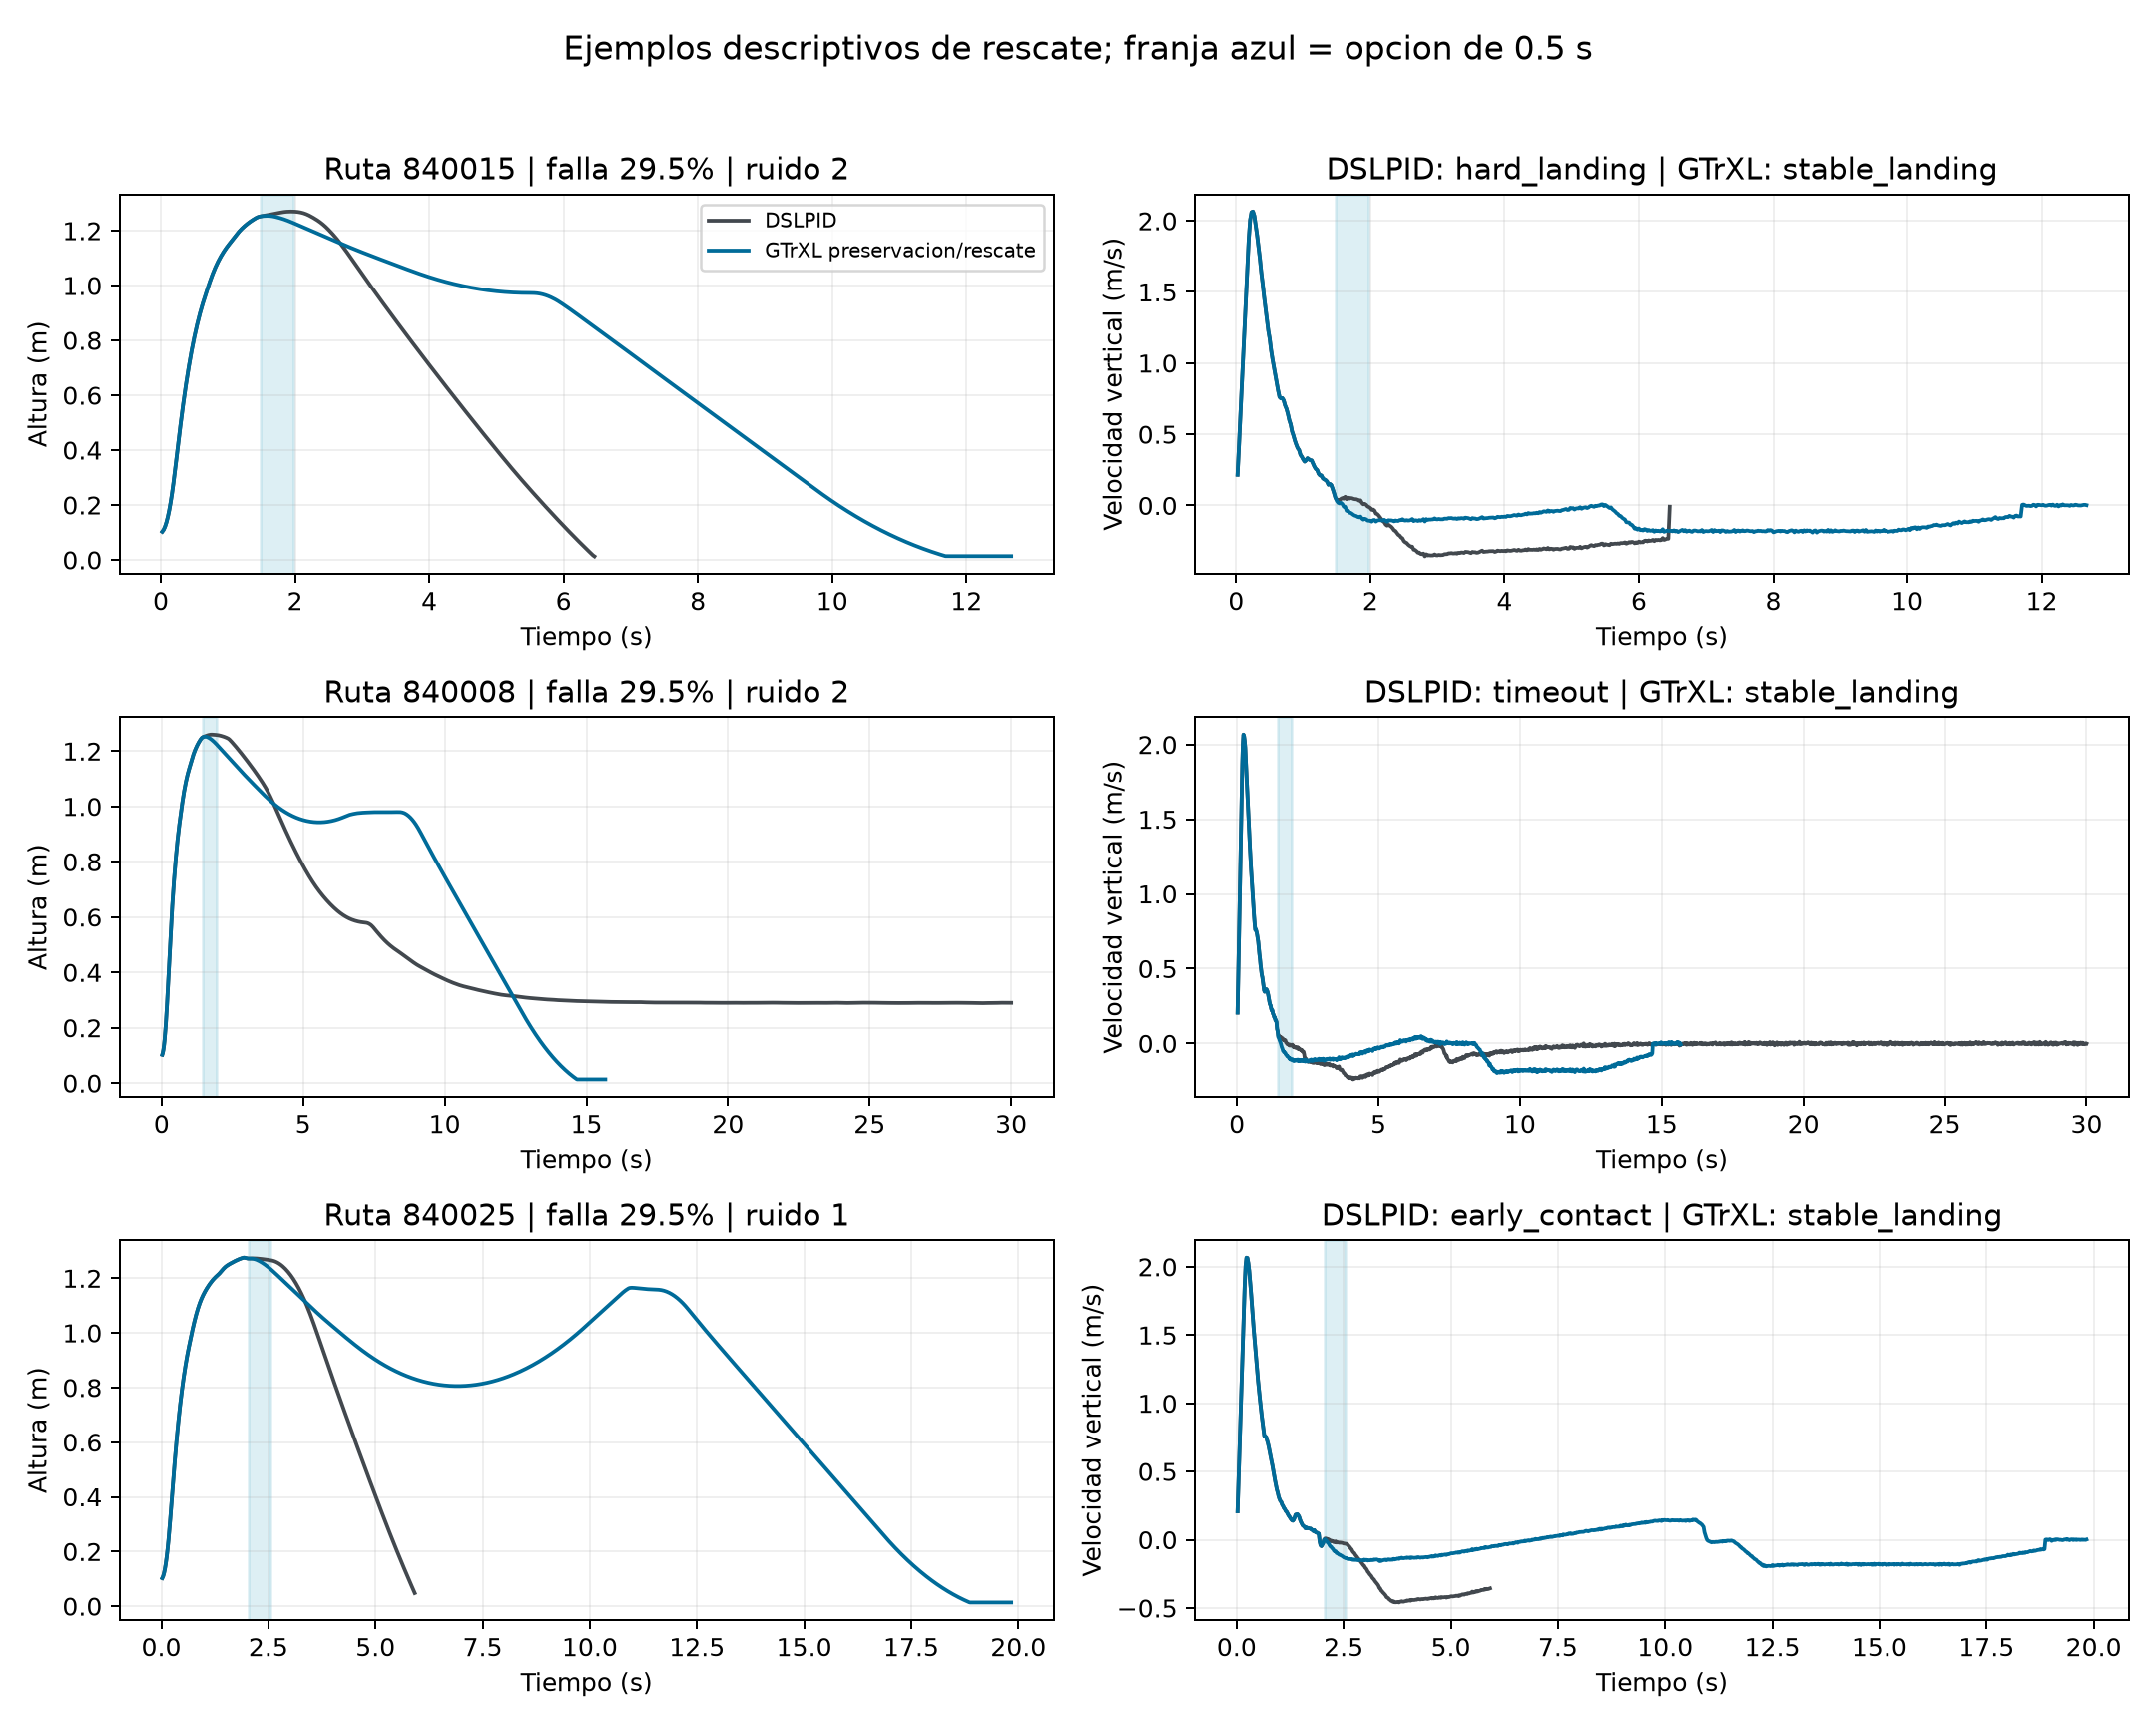 Ejemplos descriptivos de rescate; franja azul = opcion de 0.5 s
Ruta 840015 | falla 29.5% | ruido 2
Altura (m)
1.2
1.0
0.8
0.6
0.4
0.2
0.0
DSLPID
GTrXL preservacion/rescate
0 2 4 6 8 10 12
Tiempo (s)
DSLPID: hard_landing | GTrXL: stable_landing
Velocidad vertical (m/s)
2.0
1.5
1.0
0.5
0.0
0 2 4 6 8 10 12
Tiempo (s)
Ruta 840008 | falla 29.5% | ruido 2
Altura (m)
1.2
1.0
0.8
0.6
0.4
0.2
0.0
0 5 10 15 20 25 30
Tiempo (s)
DSLPID: timeout | GTrXL: stable_landing
Velocidad vertical (m/s)
2.0
1.5
1.0
0.5
0.0
0 5 10 15 20 25 30
Tiempo (s)
Ruta 840025 | falla 29.5% | ruido 1
Altura (m)
1.2
1.0
0.8
0.6
0.4
0.2
0.0
0.0 2.5 5.0 7.5 10.0 12.5 15.0 17.5 20.0
Tiempo (s)
DSLPID: early_contact | GTrXL: stable_landing
Velocidad vertical (m/s)
2.0
1.5
1.0
0.5
0.0
−0.5
0.0 2.5 5.0 7.5 10.0 12.5 15.0 17.5 20.0
Tiempo (s)